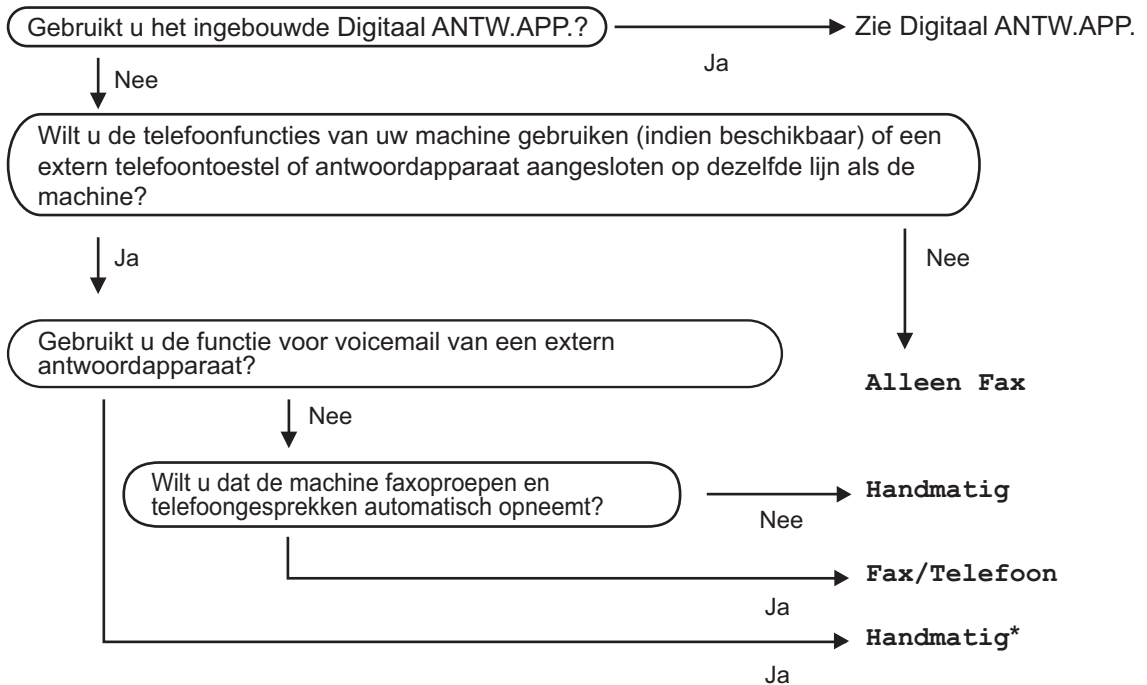 Gebruikt u het ingebouwde Digitaal ANTW.APP.?
Zie Digitaal ANTW.APP.
Ja
Nee
Wilt u de telefoonfuncties van uw machine gebruiken (indien beschikbaar) of een
extern telefoontoestel of antwoordapparaat aangesloten op dezelfde lijn als de
machine?
Ja
Nee
Gebruikt u de functie voor voicemail van een extern
antwoordapparaat?
Alleen Fax
Nee
Wilt u dat de machine faxoproepen en
telefoongesprekken automatisch opneemt?
Handmatig
Nee
Fax/Telefoon
Ja
Handmatig*
Ja